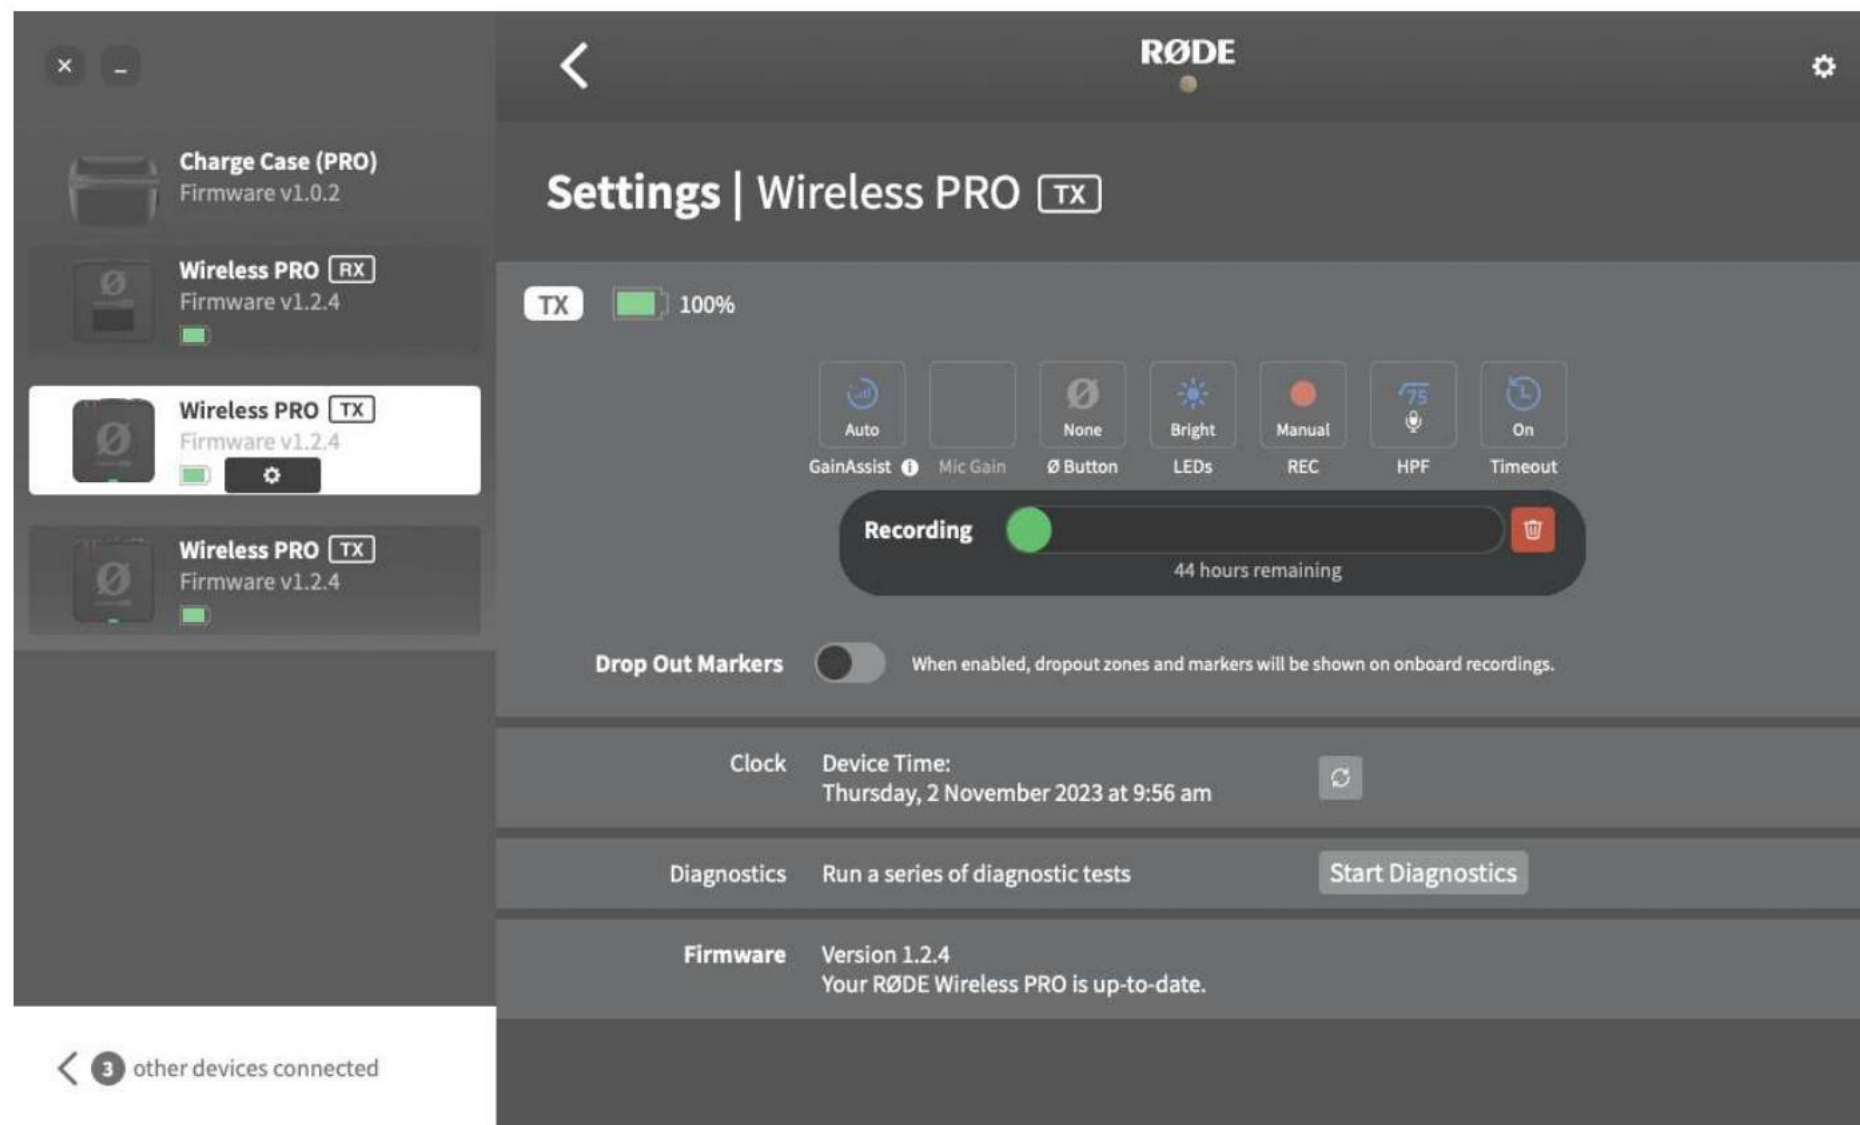 RØDE
Charge Case (PRO)
Firmware v1.0.2
Wireless PRO RX
Firmware v1.2.4
Wireless PRO TX
Firmware v1.2.4
Wireless PRO TX
Firmware v1.2.4
3 other devices connected
Settings | Wireless PRO TX
TX 100%
Auto
None
Bright
Manual
75
On
GainAssist
Mic Gain
Ø Button
LEDs
REC
HPF
Timeout
Recording
44 hours remaining
Drop Out Markers When enabled, dropout zones and markers will be shown on onboard recordings.
Clock
Device Time:
Thursday, 2 November 2023 at 9:56 am
Diagnostics Run a series of diagnostic tests Start Diagnostics
Firmware Version 1.2.4
Your RØDE Wireless PRO is up-to-date.